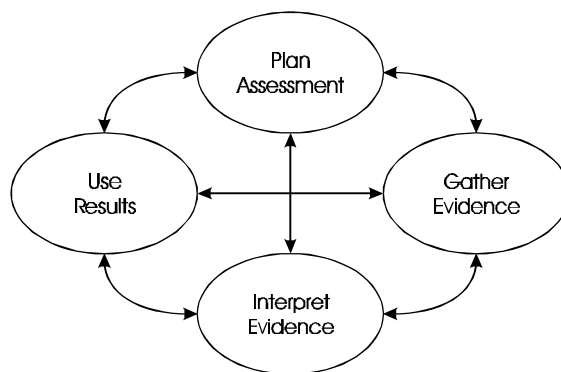 Plan
Assessment
Use
Results
Gather
Evidence
Interpret
Evidence